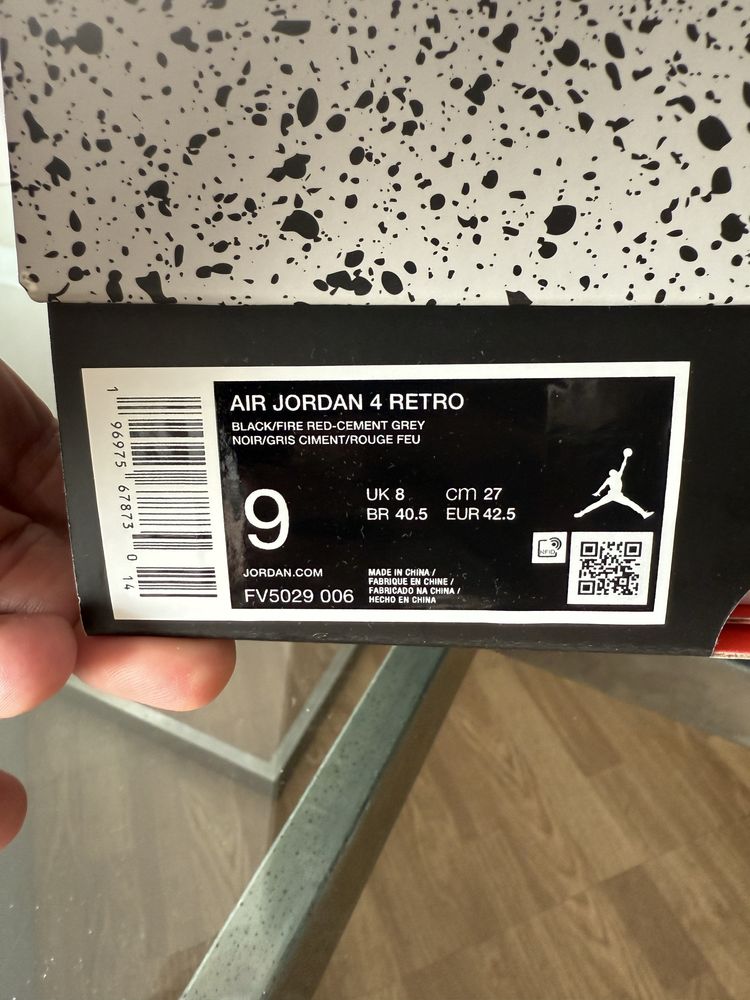 AIR JORDAN 4 RETRO
BLACK/FIRE RED-CEMENT GREY
NOIR/GRIS CIMENT/ROUGE FEU
9
UK 8 cm 27
BR 40.5 EUR 42.5
JORDAN.COM
FV5029 006
MADE IN CHINA /
FABRIQUE EN CHINE /
FABRICADO NA CHINA /
HECHO EN CHINA
NFID
1 96975 67873 0 14